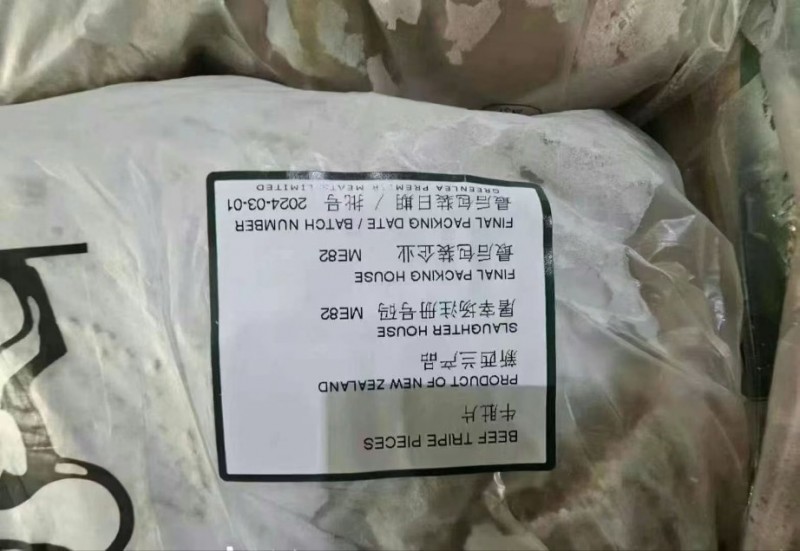 BEEF TRIPE PIECES
牛肚片
PRODUCT OF NEW ZEALAND
新西兰产品
SLAUGHTER HOUSE
屠宰场注册号码 ME82
FINAL PACKING HOUSE
最后包装企业 ME82
FINAL PACKING DATE / BATCH NUMBER
最后包装日期 / 批号 2024-03-01
GREENLEA PREMIER MEATS LIMITED